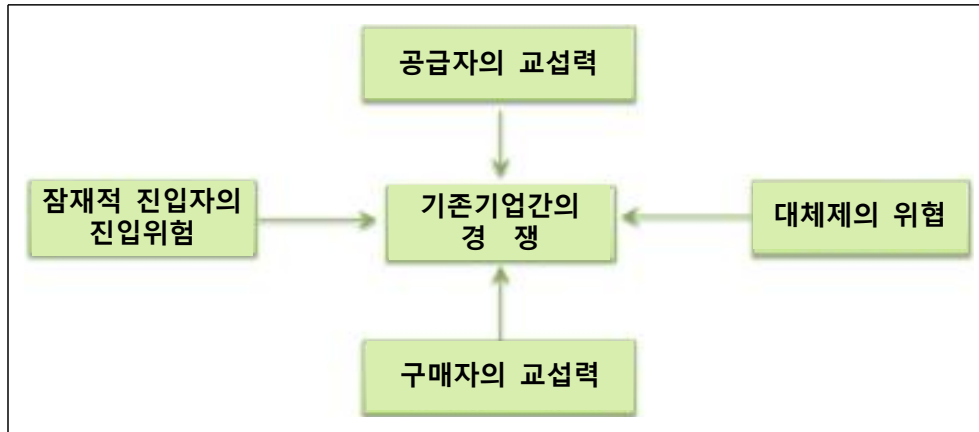 공급자의 교섭력
잠재적 진입자의
진입위험
기존기업간의
경 쟁
대체제의 위협
구매자의 교섭력